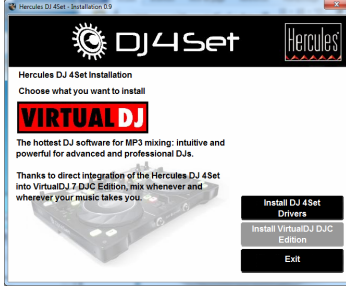 Hercules DJ 4Set - Installation 0.9
DJ4Set
Hercules
Hercules DJ 4Set Installation
Choose what you want to install
VIRTUALDJ
The hottest DJ software for MP3 mixing: intuitive and
powerful for advanced and professional DJs.
Thanks to direct integration of the Hercules DJ 4Set
into VirtualDJ 7 DJC Edition, mix whenever and
wherever your music takes you.
Install DJ 4Set
Drivers
Install VirtualDJ DJC
Edition
Exit